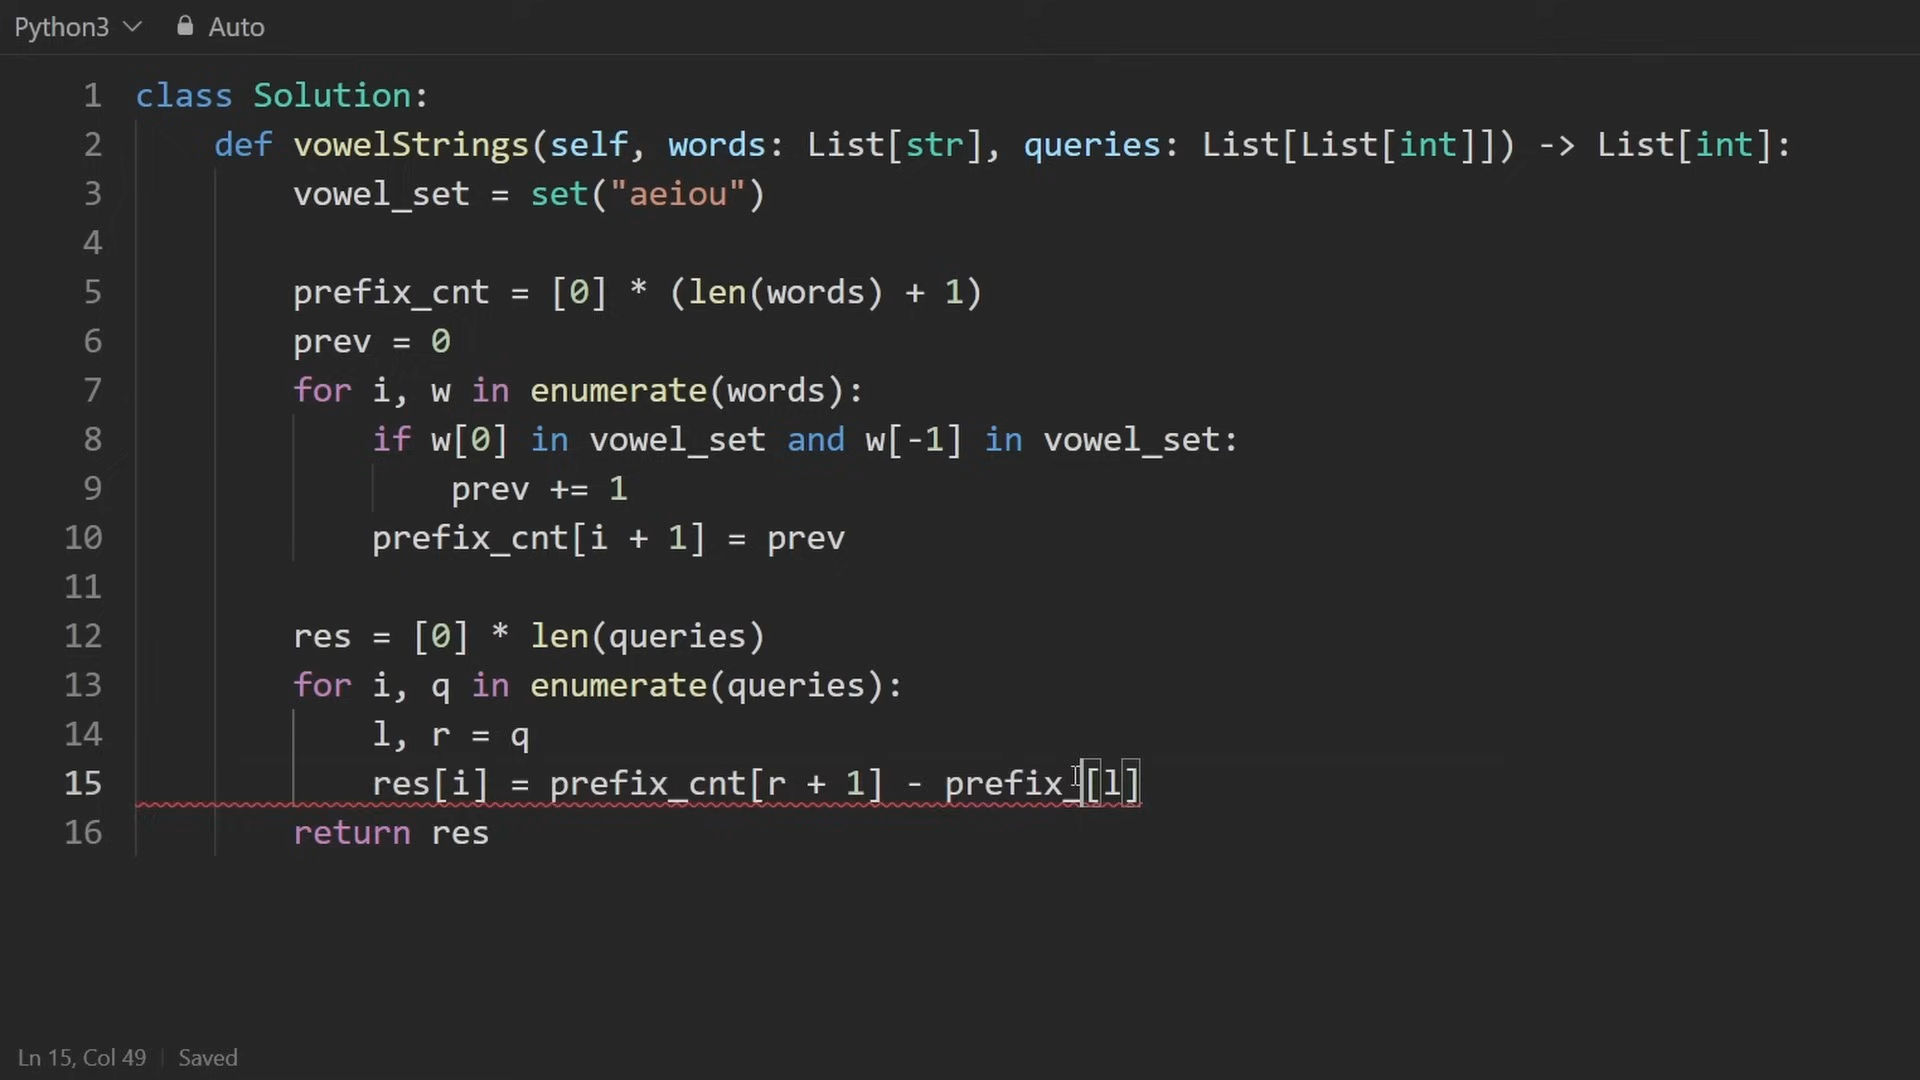 Python3 Auto
1 class Solution:
2 def vowelStrings(self, words: List[str], queries: List[List[int]]) -> List[int]:
3 vowel_set = set("aeiou")
4
5 prefix_cnt = [0] * (len(words) + 1)
6 prev = 0
7 for i, w in enumerate(words):
8 if w[0] in vowel_set and w[-1] in vowel_set:
9 prev += 1
10 prefix_cnt[i + 1] = prev
11
12 res = [0] * len(queries)
13 for i, q in enumerate(queries):
14 l, r = q
15 res[i] = prefix_cnt[r + 1] - prefix_[l]
16 return res
Ln 15, Col 49 Saved